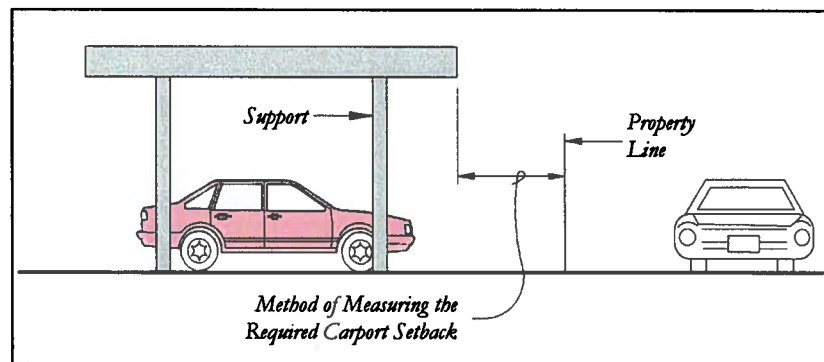 Support
Property
Line
Method of Measuring the
Required Carport Setback